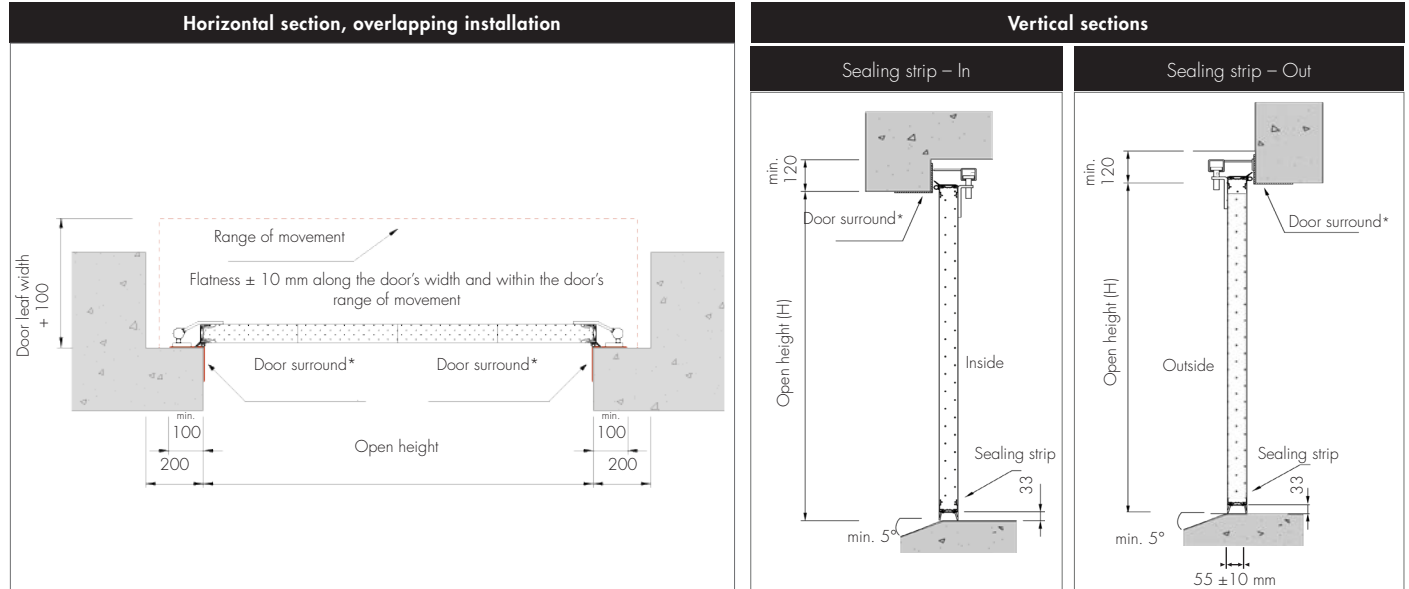 Horizontal section, overlapping installation
Door leaf width
+ 100
Range of movement
Flatness ± 10 mm along the door's width and within the door's
range of movement
Door surround*
Door surround*
min.
100
200
Open height
min.
100
200
Vertical sections
Sealing strip – In
min.
120
Door surround*
Open height (H)
Inside
Sealing strip
33
min. 5°
Sealing strip – Out
min.
120
Door surround*
Open height (H)
Outside
Sealing strip
33
min. 5°
55 ±10 mm